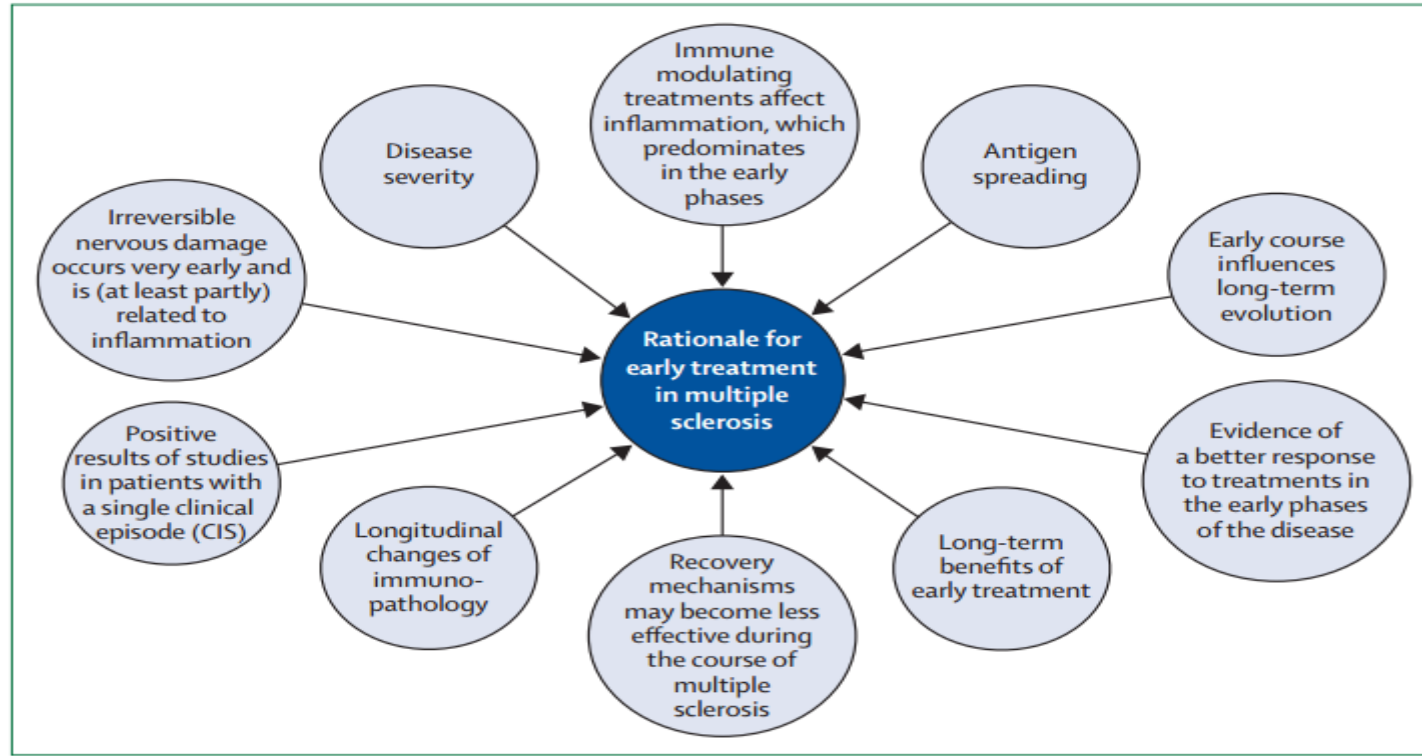 Immune
modulating
treatments affect
inflammation, which
predominates
in the early
phases
Disease
severity
Antigen
spreading
Irreversible
nervous damage
occurs very early and
is (at least partly)
related to
inflammation
Early course
influences
long-term
evolution
Rationale for
early treatment
in multiple
sclerosis
Positive
results of studies
in patients with
a single clinical
episode (CIS)
Evidence of
a better response
to treatments in
the early phases
of the disease
Longitudinal
changes of
immuno-
pathology
Recovery
mechanisms
may become less
effective during
the course of
multiple
sclerosis
Long-term
benefits of
early treatment